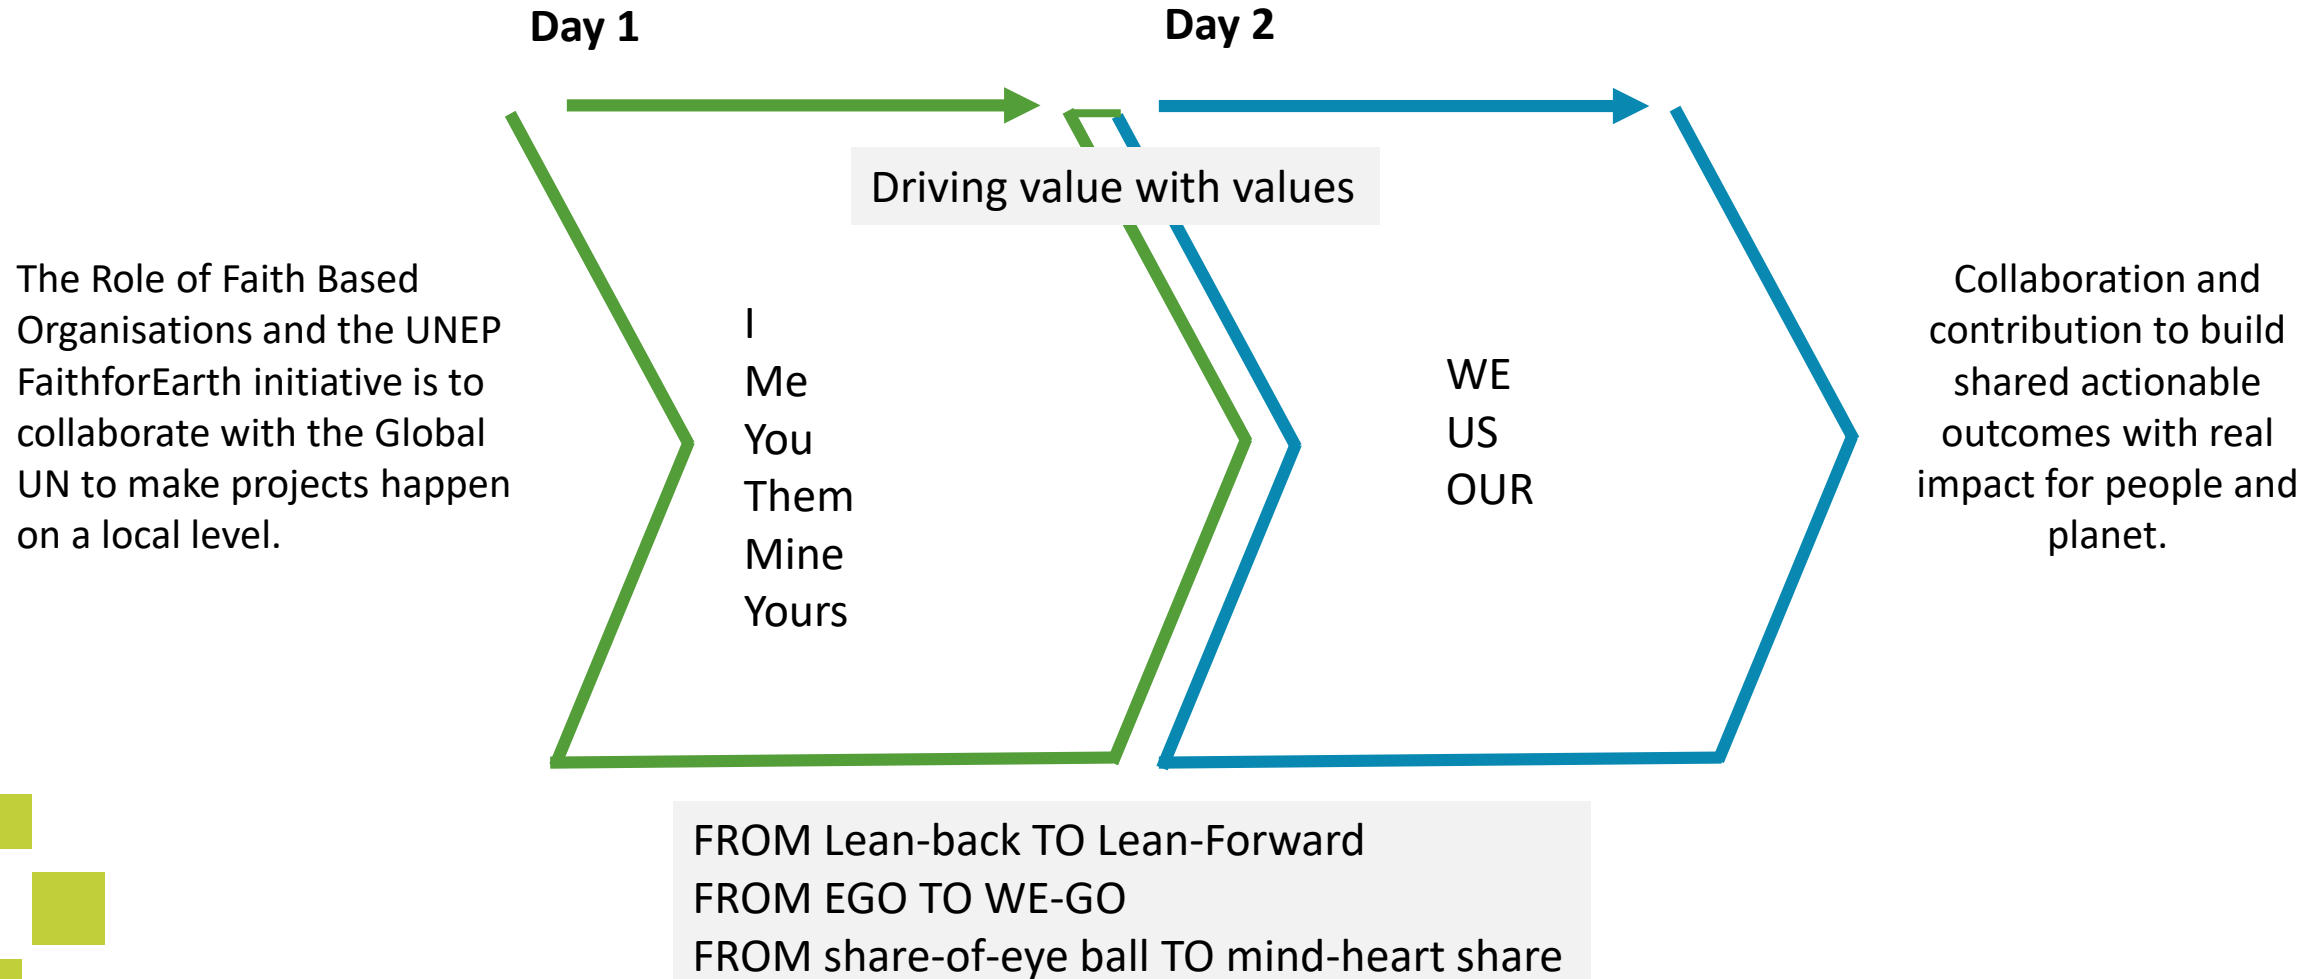 Day 1
Day 2
Driving value with values
The Role of Faith Based
Organisations and the UNEP
FaithforEarth initiative is to
collaborate with the Global
UN to make projects happen
on a local level.
I
Me
You
Them
Mine
Yours
WE
US
OUR
Collaboration and
contribution to build
shared actionable
outcomes with real
impact for people and
planet.
FROM Lean-back TO Lean-Forward
FROM EGO TO WE-GO
FROM share-of-eye ball TO mind-heart share